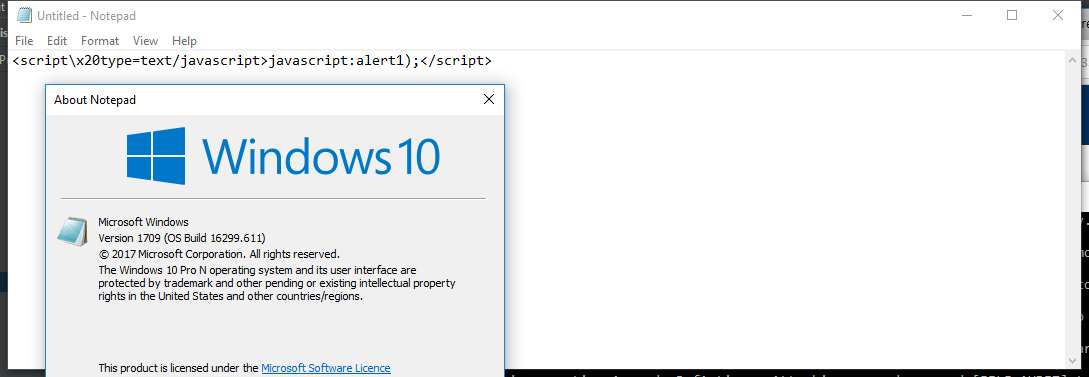 Untitled - Notepad
File Edit Format View Help
<script\x20type=text/javascript>javascript:alert1);</script>
About Notepad
Windows 10
Microsoft Windows
Version 1709 (OS Build 16299.611)
© 2017 Microsoft Corporation. All rights reserved.
The Windows 10 Pro N operating system and its user interface are
protected by trademark and other pending or existing intellectual property
rights in the United States and other countries/regions.
This product is licensed under the Microsoft Software Licence